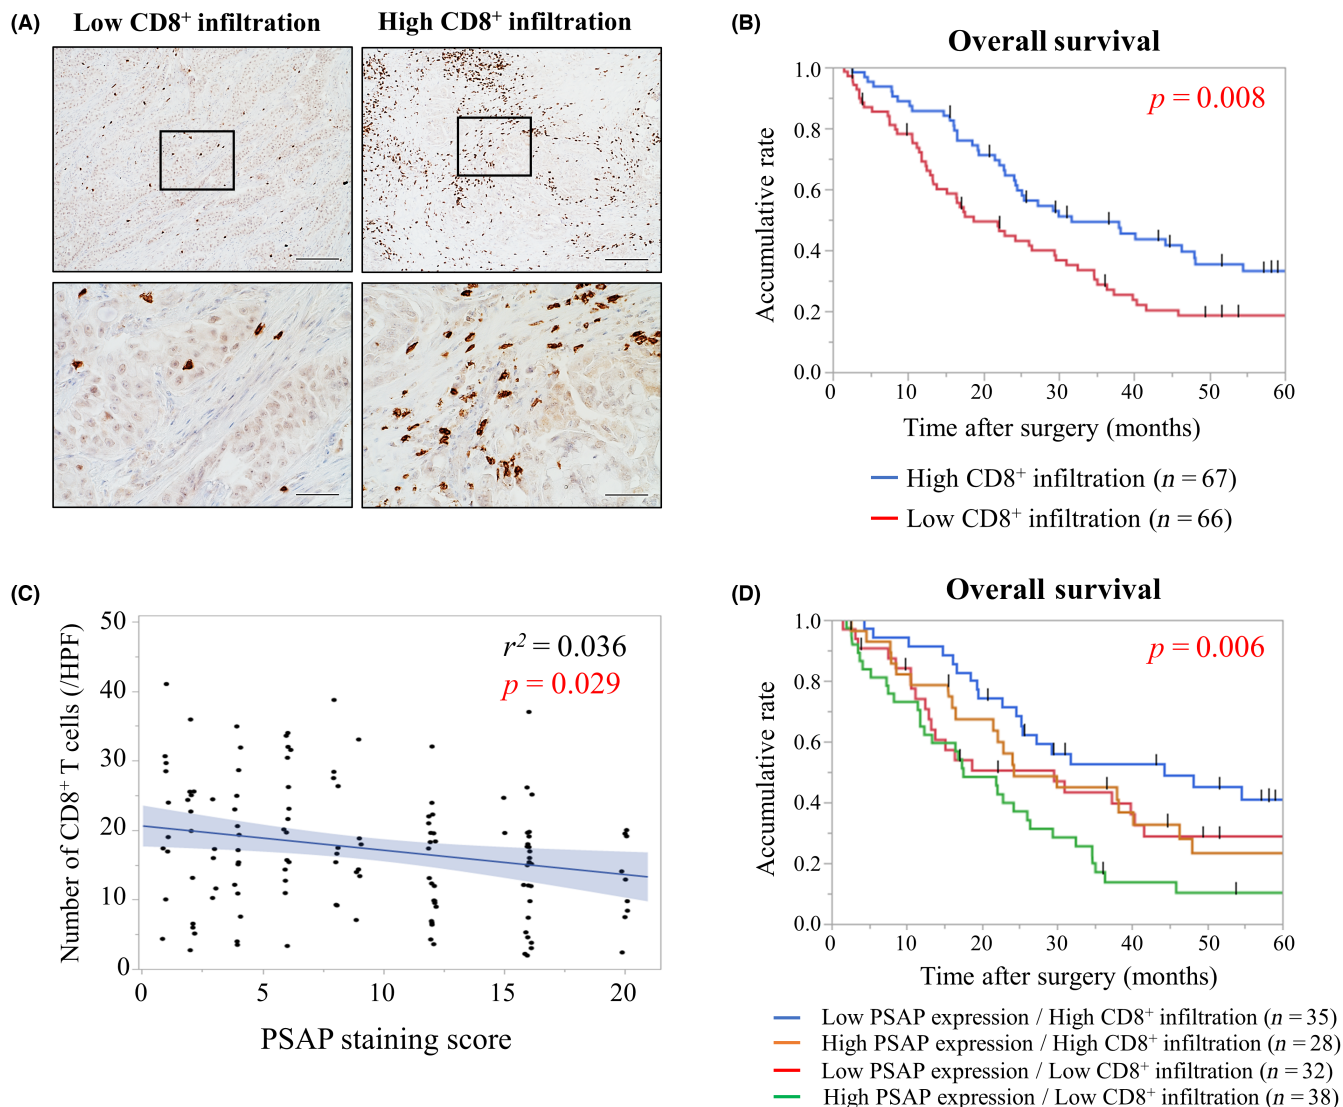 (A)
Low CD8⁺ infiltration
High CD8⁺ infiltration
(B)
Overall survival
p = 0.008
Accumulative rate
1.0
0.8
0.6
0.4
0.2
0.0
0 10 20 30 40 50 60
Time after surgery (months)
High CD8⁺ infiltration (n = 67)
Low CD8⁺ infiltration (n = 66)
(C)
r² = 0.036
p = 0.029
Number of CD8⁺ T cells (/HPF)
50
40
30
20
10
0
0 5 10 15 20
PSAP staining score
(D)
Overall survival
p = 0.006
Accumulative rate
1.0
0.8
0.6
0.4
0.2
0.0
0 10 20 30 40 50 60
Time after surgery (months)
Low PSAP expression / High CD8⁺ infiltration (n = 35)
High PSAP expression / High CD8⁺ infiltration (n = 28)
Low PSAP expression / Low CD8⁺ infiltration (n = 32)
High PSAP expression / Low CD8⁺ infiltration (n = 38)